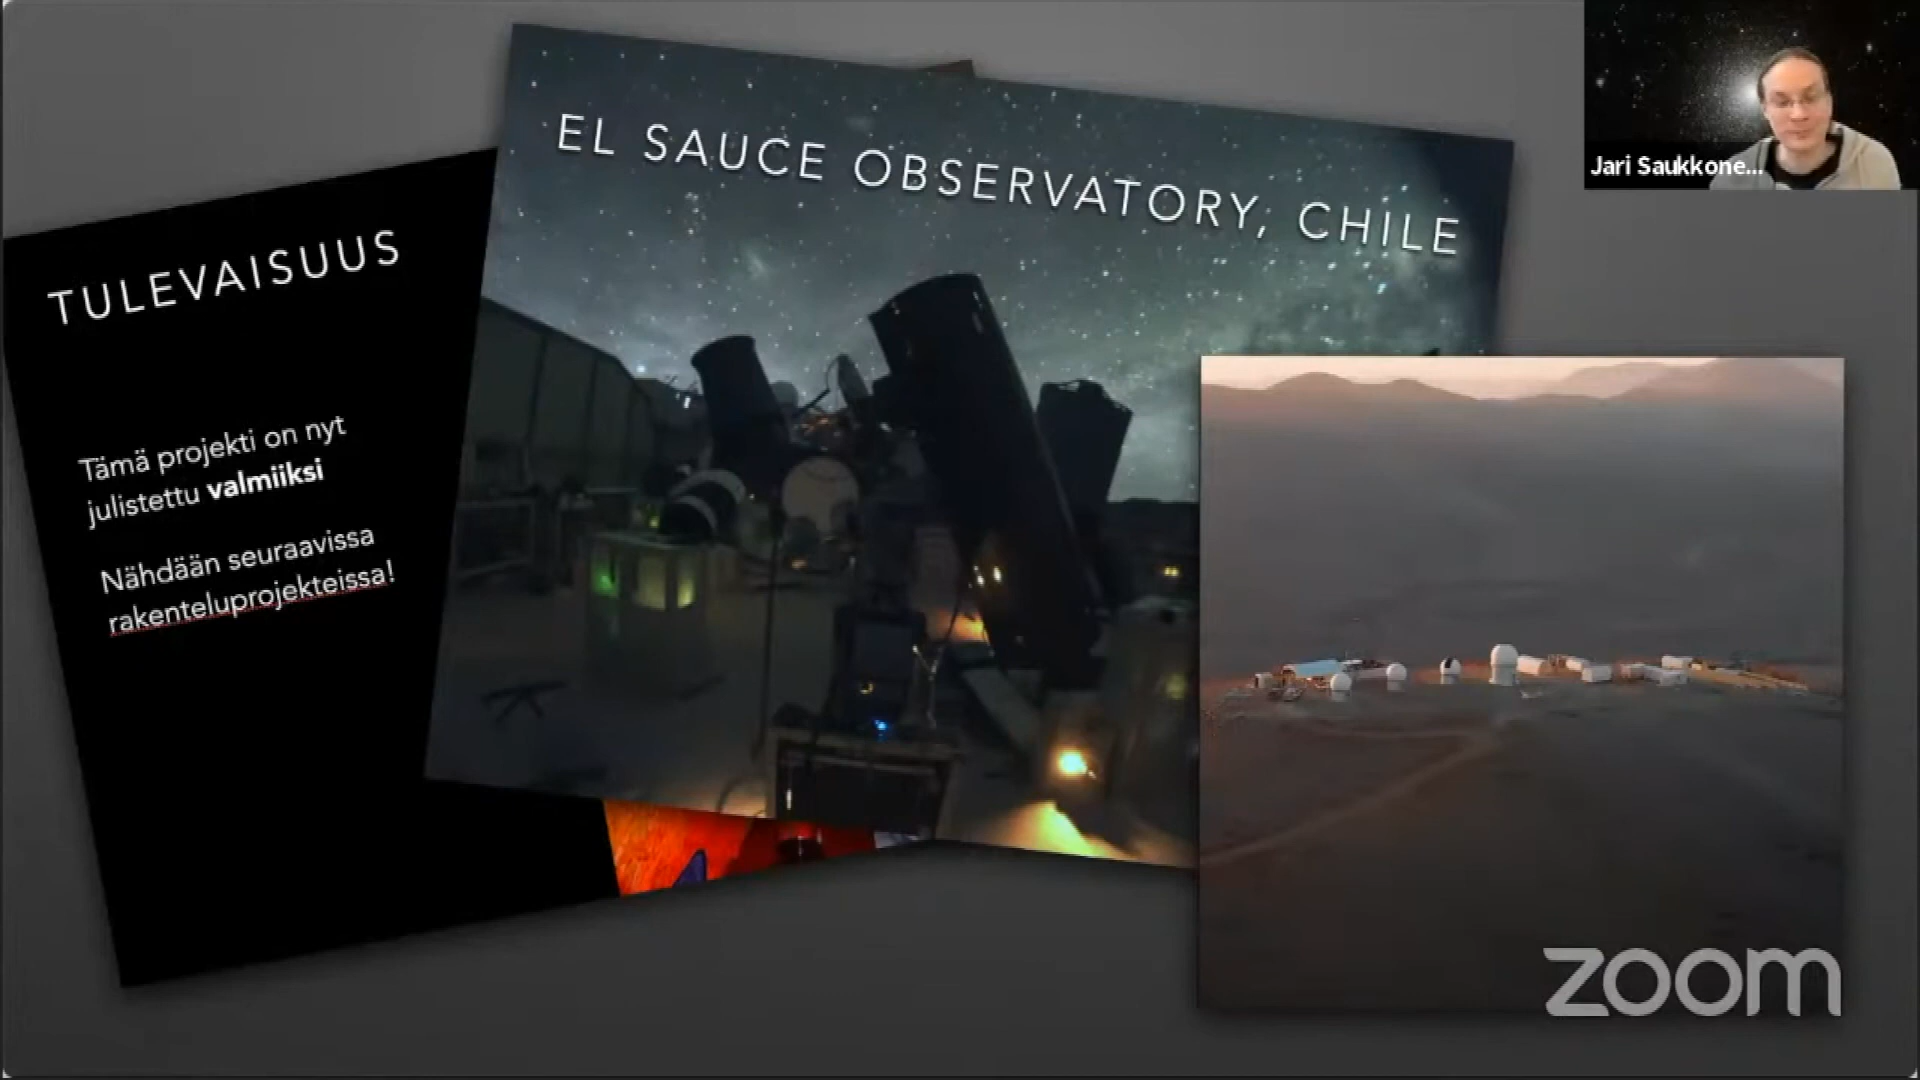 EL SAUCE OBSERVATORY, CHILE
Jari Saukkone...
TULEVAISUUS
Tämä projekti on nyt
julistettu valmiiksi
Nähdään seuraavissa
rakenteluprojekteissa!
zoom